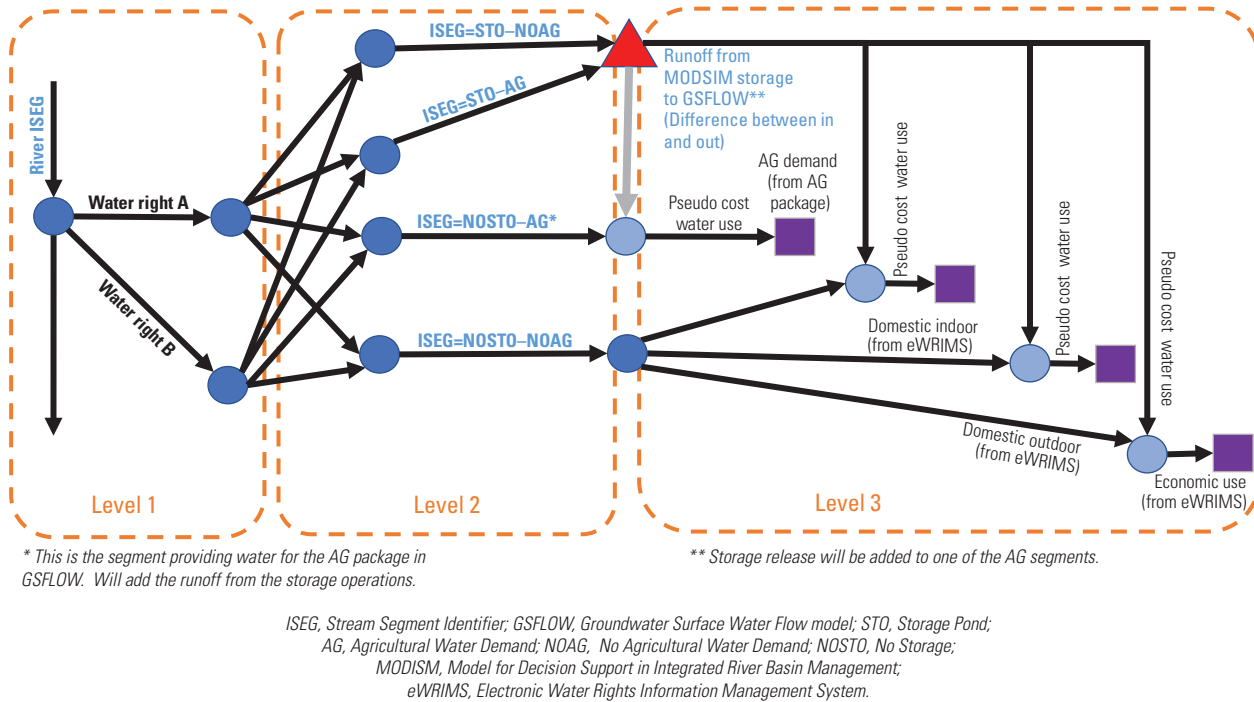 ISEG=STO–NOAG
ISEG=STO–AG
River ISEG
Water right A
Water right B
ISEG=NOSTO–AG*
ISEG=NOSTO–NOAG
Runoff from
MODSIM storage
to GSFLOW**
(Difference between in
and out)
AG demand
(from AG
package)
Pseudo cost
water use
Pseudo cost water use
Pseudo cost water use
Pseudo cost water use
Domestic indoor
(from eWRIMS)
Domestic outdoor
(from eWRIMS)
Economic use
(from eWRIMS)
Level 1
Level 2
Level 3
* This is the segment providing water for the AG package in
GSFLOW. Will add the runoff from the storage operations.
** Storage release will be added to one of the AG segments.
ISEG, Stream Segment Identifier; GSFLOW, Groundwater Surface Water Flow model; STO, Storage Pond;
AG, Agricultural Water Demand; NOAG, No Agricultural Water Demand; NOSTO, No Storage;
MODISM, Model for Decision Support in Integrated River Basin Management;
eWRIMS, Electronic Water Rights Information Management System.